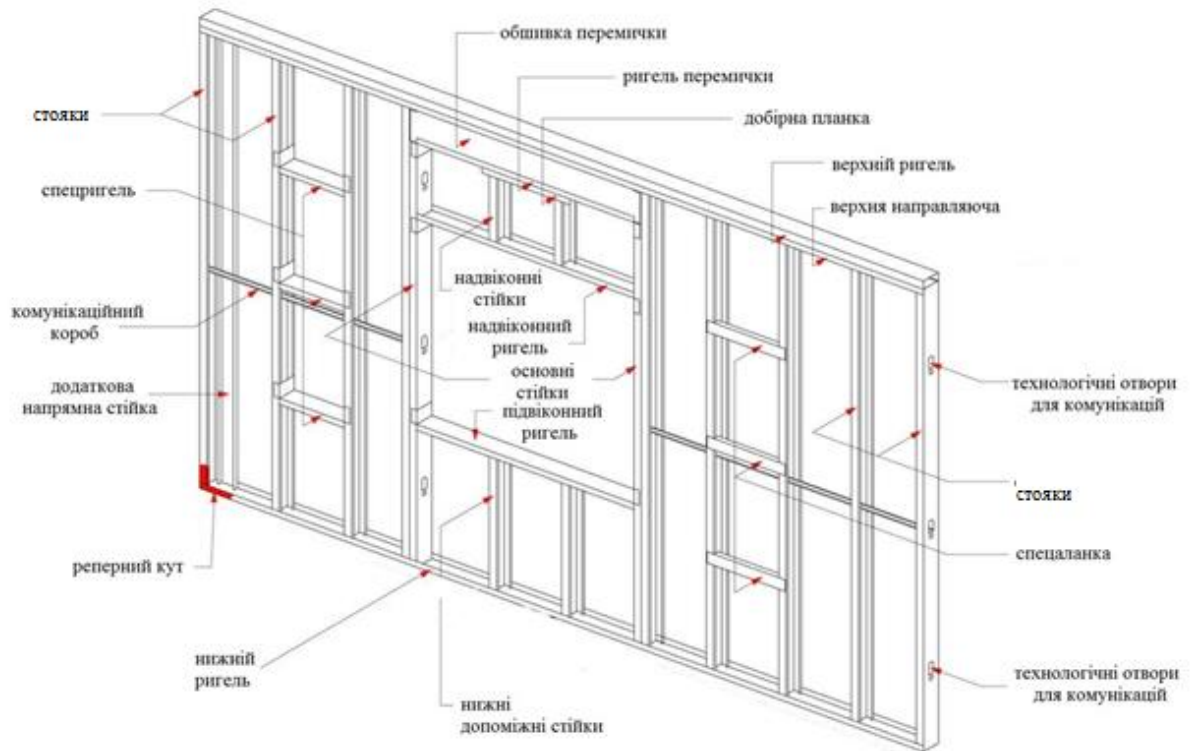 обшивка перемички
ригель перемички
добірна планка
верхній ригель
верхня направляюча
стояки
спецригель
комунікаційний
короб
додаткова
напрямна стійка
реперний кут
нижній
ригель
нижні
допоміжні стійки
надвіконні
стійки
надвіконний
ригель
основні
стійки
підвіконний
ригель
технологічні отвори
для комунікацій
стояки
спецаланка
технологічні отвори
для комунікацій